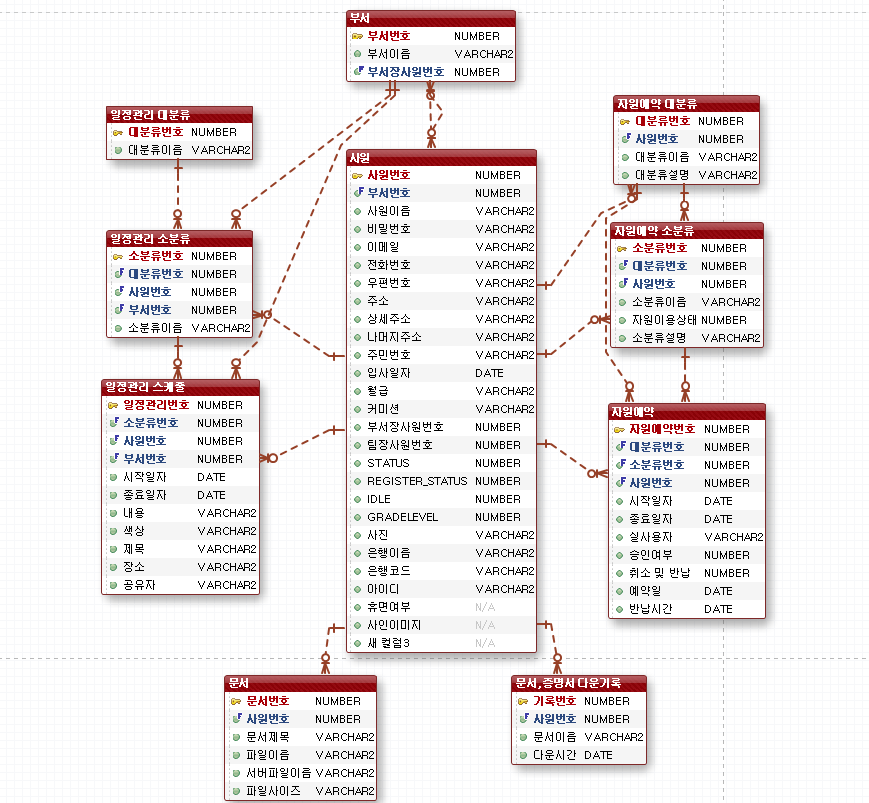 부서
부서번호 NUMBER
부서이름 VARCHAR2
부서장사원번호 NUMBER
일정관리 대분류
대분류번호 NUMBER
대분류이름 VARCHAR2
일정관리 소분류
소분류번호 NUMBER
대분류번호 NUMBER
사원번호 NUMBER
부서번호 NUMBER
소분류이름 VARCHAR2
일정관리 스케쥴
일정관리번호 NUMBER
소분류번호 NUMBER
사원번호 NUMBER
부서번호 NUMBER
시작일자 DATE
종료일자 DATE
내용 VARCHAR2
색상 VARCHAR2
제목 VARCHAR2
장소 VARCHAR2
공유자 VARCHAR2
사원
사원번호 NUMBER
부서번호 NUMBER
사원이름 VARCHAR2
비밀번호 VARCHAR2
이메일 VARCHAR2
전화번호 VARCHAR2
우편번호 VARCHAR2
주소 VARCHAR2
상세주소 VARCHAR2
나머지주소 VARCHAR2
주민번호 VARCHAR2
입사일자 DATE
월급 VARCHAR2
커미션 VARCHAR2
부서장사원번호 NUMBER
팀장사원번호 NUMBER
STATUS NUMBER
REGISTER_STATUS NUMBER
IDLE NUMBER
GRADELEVEL NUMBER
사진 VARCHAR2
은행이름 VARCHAR2
은행코드 VARCHAR2
아이디 VARCHAR2
휴면여부 N/A
사인이미지 N/A
새 컬럼3 N/A
자원예약 대분류
대분류번호 NUMBER
사원번호 NUMBER
대분류이름 VARCHAR2
대분류설명 VARCHAR2
자원예약 소분류
소분류번호 NUMBER
대분류번호 NUMBER
사원번호 NUMBER
소분류이름 VARCHAR2
자원이용상태 NUMBER
소분류설명 VARCHAR2
자원예약
자원예약번호 NUMBER
대분류번호 NUMBER
소분류번호 NUMBER
사원번호 NUMBER
시작일자 DATE
종료일자 DATE
실사용자 VARCHAR2
승인여부 NUMBER
취소 및 반납 NUMBER
예약일 DATE
반납시간 DATE
문서
문서번호 NUMBER
사원번호 NUMBER
문서제목 VARCHAR2
파일이음 VARCHAR2
서버파일이음 VARCHAR2
파일사이즈 VARCHAR2
문서,증명서 다운기록
기록번호 NUMBER
사원번호 NUMBER
문서이음 VARCHAR2
다운시간 DATE